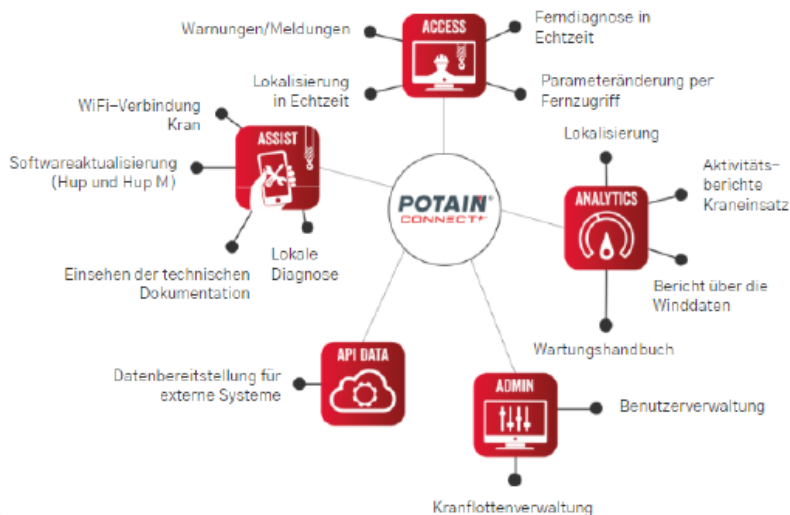 ACCESS
Warnungen/Meldungen
Ferndiagnose in
Echtzeit
Lokalisierung
in Echtzeit
Parameteränderung per
Fernzugriff
ASSIST
WiFi-Verbindung
Kran
Softwareaktualisierung
(Hup und Hup M)
Einsehen der technischen
Dokumentation
Lokale
Diagnose
POTAIN®
CONNECT+
ANALYTICS
Lokalisierung
Aktivitäts-
berichte
Kraneinsatz
Bericht über die
Winddaten
Wartungshandbuch
API DATA
Datenbereitstellung für
externe Systeme
ADMIN
Benutzerverwaltung
Kranflottenverwaltung